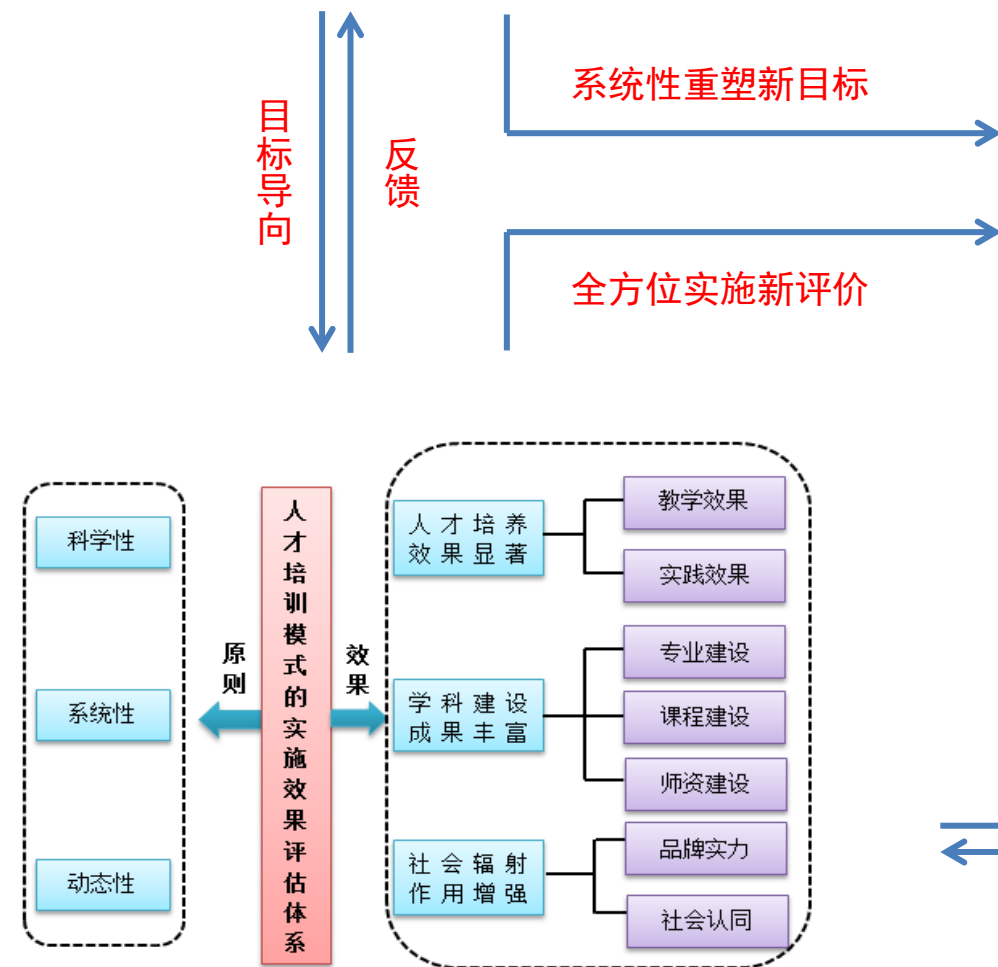 系统性重塑新目标
目标导向
反馈
全方位实施新评价
科学性
系统性
动态性
原则
人才培训模式的实施效果评估体系
效果
人才培养
效果显著
教学效果
实践效果
学科建设
成果丰富
专业建设
课程建设
师资建设
社会辐射
作用增强
品牌实力
社会认同